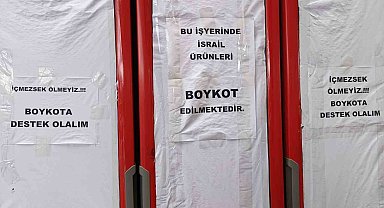 İÇMEZSEK ÖLMEYİZ.!!!
BOYKOTA
DESTEK OLALIM
BU İŞYERİNDE
İSRAİL
ÜRÜNLERİ
BOYKOT
EDİLMEKTEDİR.
İÇMEZSEK
ÖLMEYİZ.!!!
BOYKOTA
DESTEK OLALIM